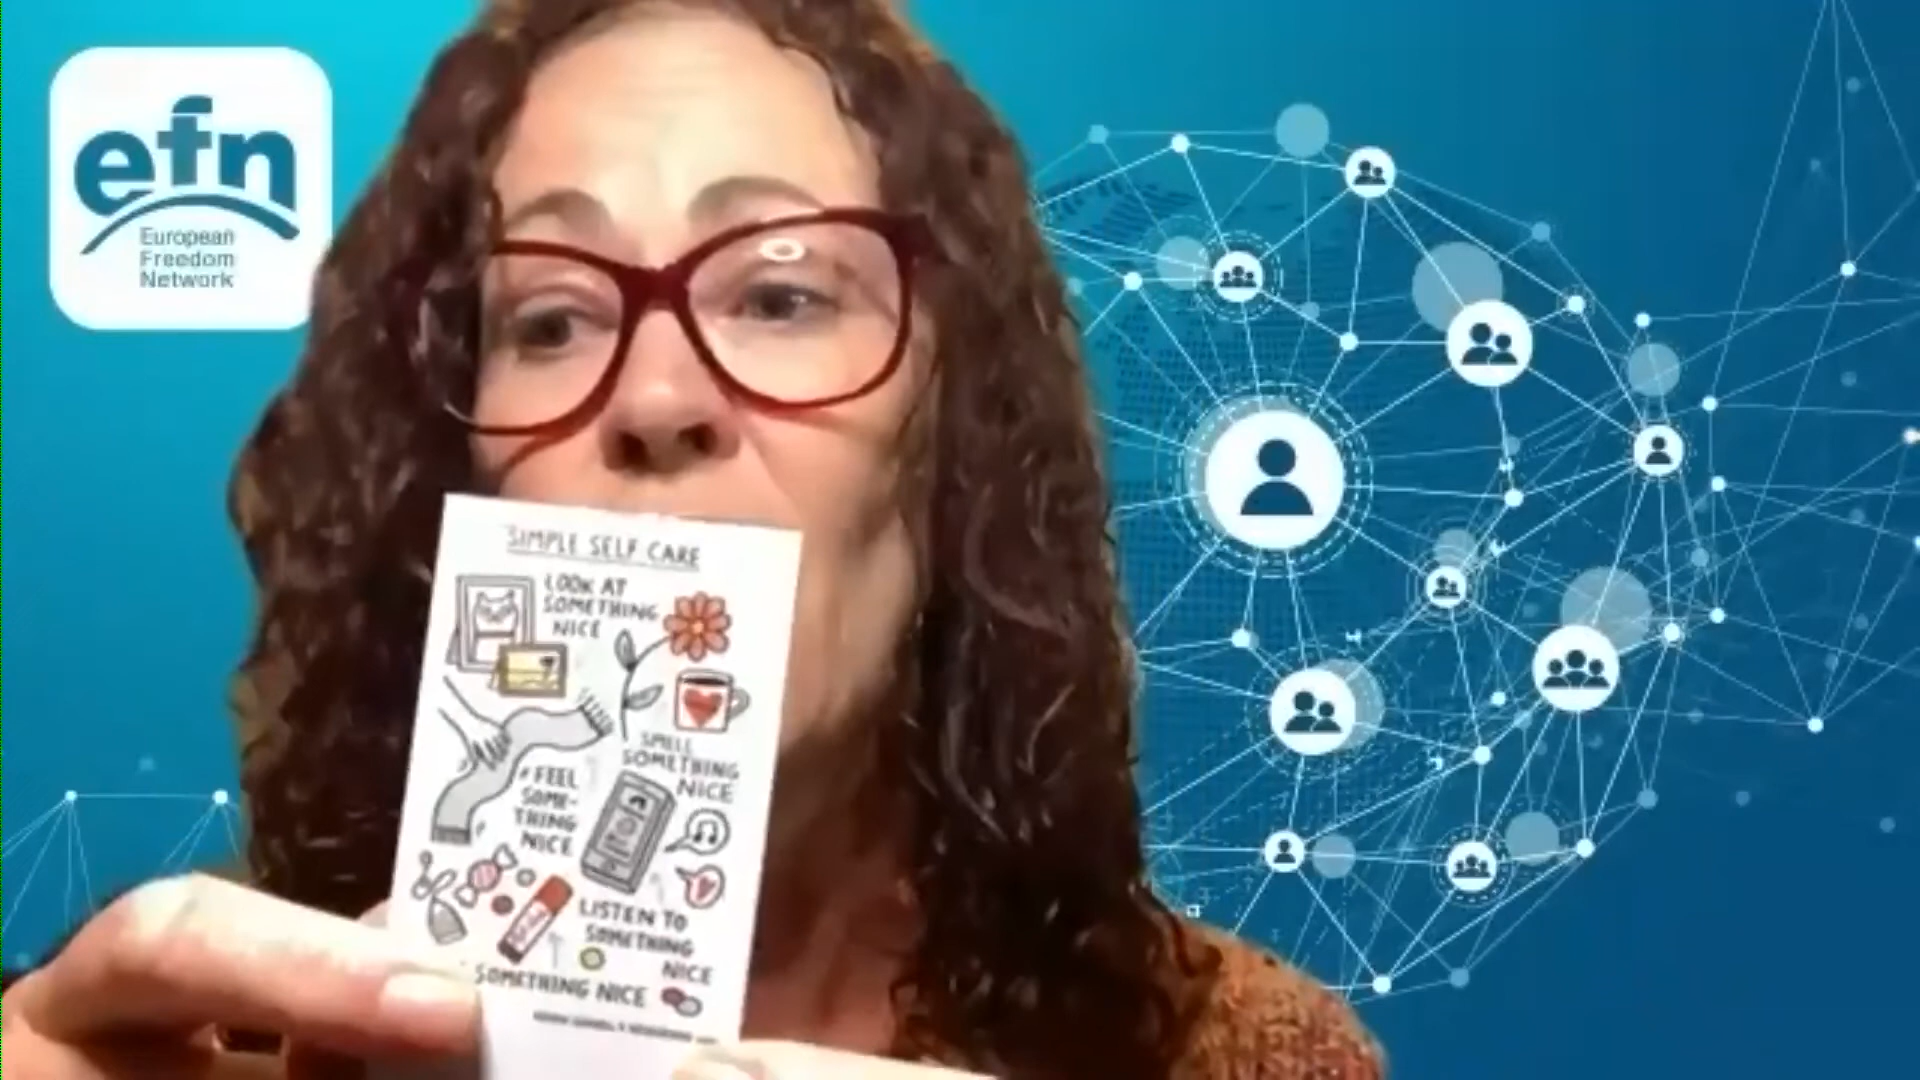 efn
European
Freedom
Network
SIMPLE SELF CARE
LOOK AT
SOMETHING
NICE
SMELL
SOMETHING
NICE
FEEL
SOME-
THING
NICE
LISTEN TO
SOMETHING
NICE
SOMETHING NICE